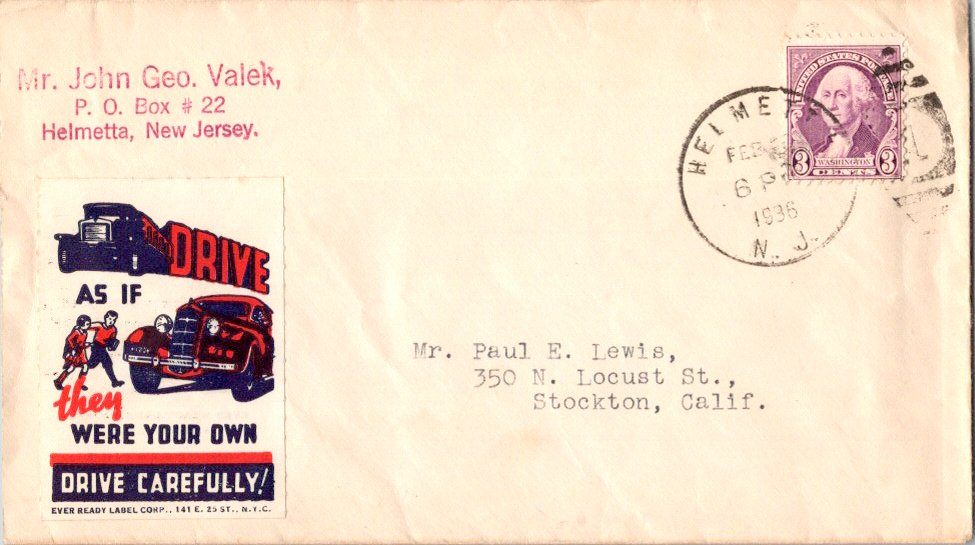 Mr. John Geo. Valek,
P. O. Box # 22
Helmetta, New Jersey.
UNITED STATES POSTAGE
3 WASHINGTON 3
CENTS
6 P
1936
N. J.
DRIVE
AS IF
they
WERE YOUR OWN
DRIVE CAREFULLY!
EVER READY LABEL CORP., 141 E. 25 ST., N.Y.C.
Mr. Paul E. Lewis,
350 N. Locust St.,
Stockton, Calif.